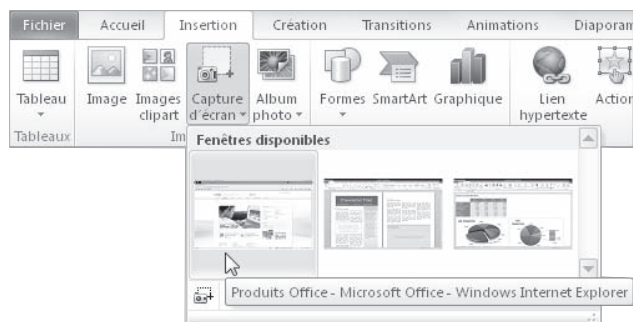 Fichier Accueil Insertion Création Transitions Animations Diaporam
Tableau Image Images clipart Capture d'écran Album photo Formes SmartArt Graphique Lien hypertexte Action
Tableaux Im
Fenêtres disponibles
Produits Office - Microsoft Office - Windows Internet Explorer